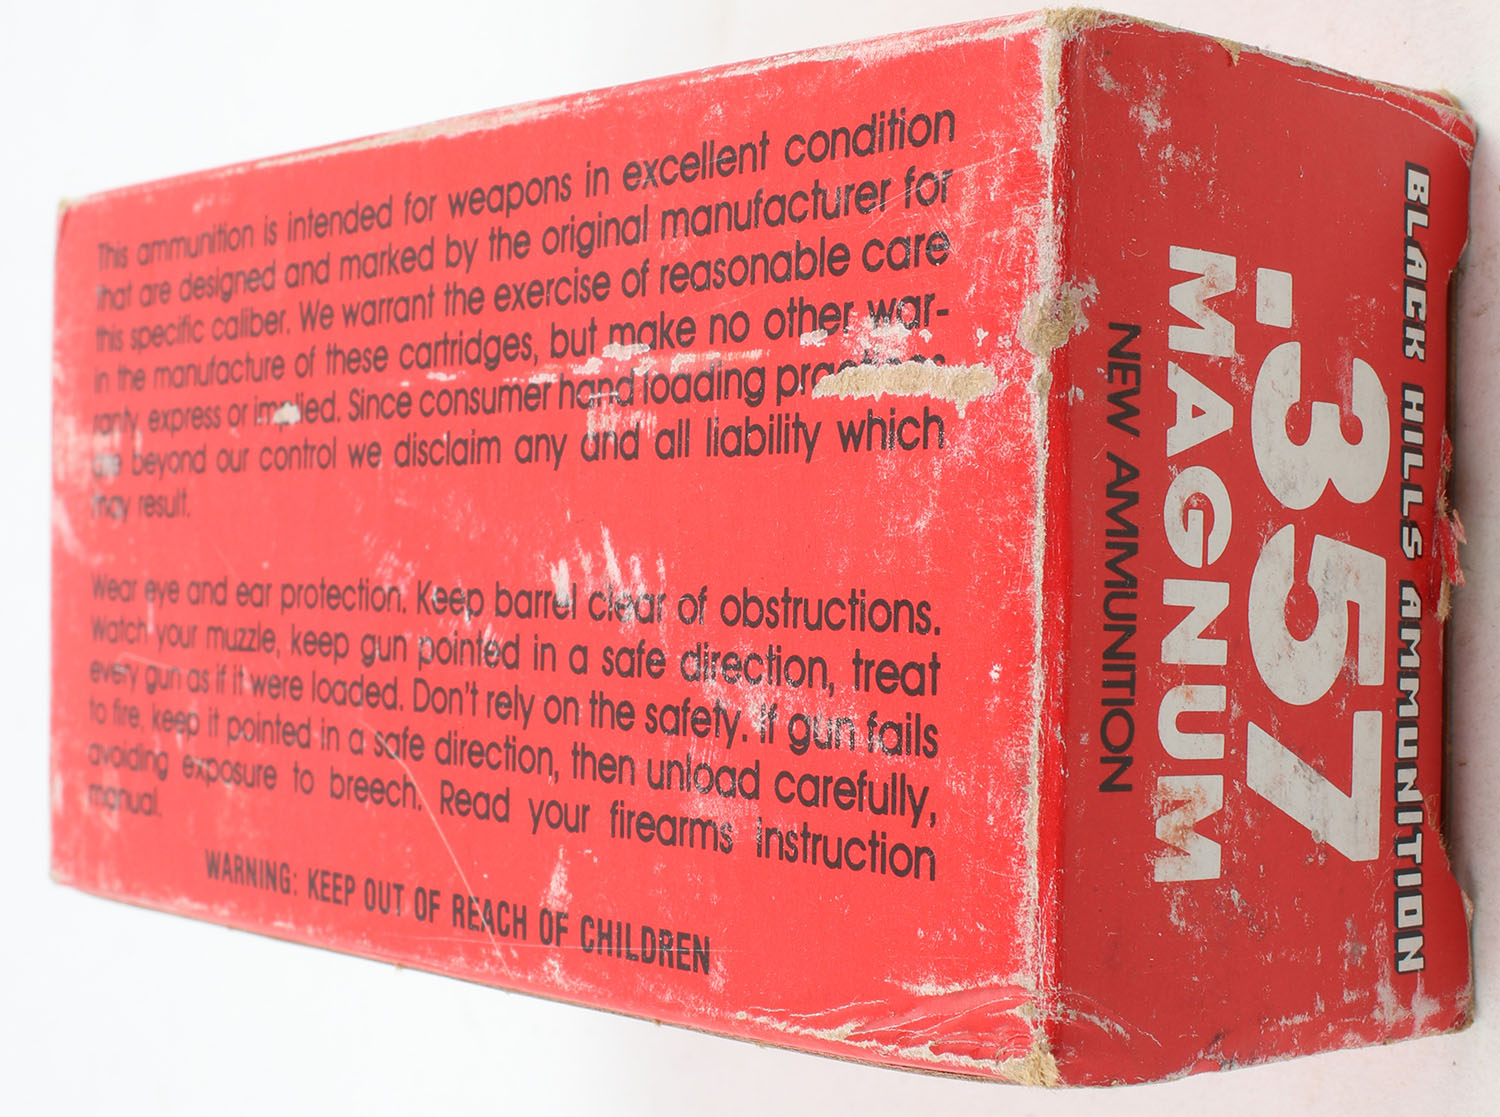 This ammunition is intended for weapons in excellent condition
that are designed and marked by the original manufacturer for
this specific caliber. We warrant the exercise of reasonable care
in the manufacture of these cartridges, but make no other war-
ranty express or implied. Since consumer hand loading practices
are beyond our control we disclaim any and all liability which
may result.
Wear eye and ear protection. Keep barrel clear of obstructions.
Watch your muzzle, keep gun pointed in a safe direction, treat
every gun as if it were loaded. Don't rely on the safety. If gun fails
to fire, keep it pointed in a safe direction, then unload carefully,
avoiding exposure to breech. Read your firearms instruction
manual.
WARNING: KEEP OUT OF REACH OF CHILDREN
BLACK HILLS AMMUNITION
.357
MAGNUM
NEW AMMUNITION